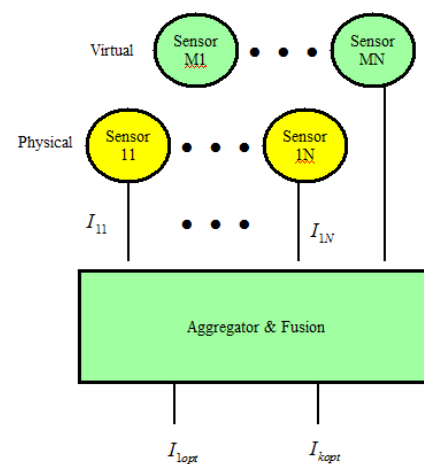 Virtual
Sensor
M1
Sensor
MN
Physical
Sensor
11
Sensor
1N
I₁₁
I₁N
Aggregator & Fusion
I₁opt
Ikopt